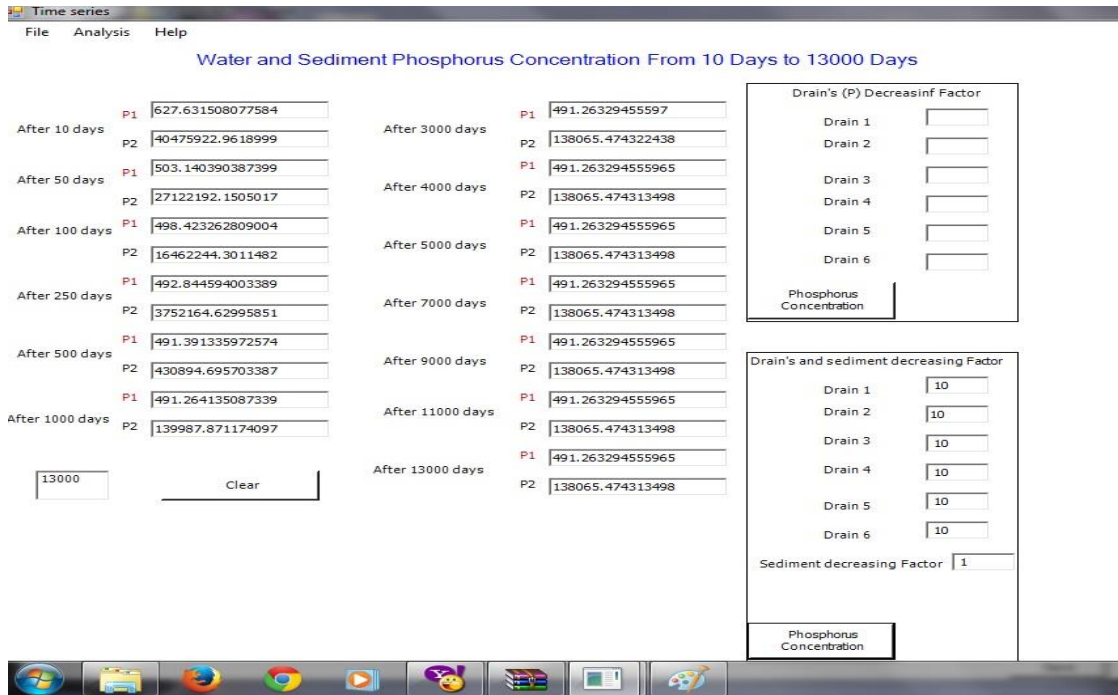 Time series
File Analysis Help
Water and Sediment Phosphorus Concentration From 10 Days to 13000 Days
After 10 days
P1 627.631508077584
P2 40475922.9618999
After 50 days
P1 503.140390387399
P2 27122192.1505017
After 100 days
P1 498.423262809004
P2 16462244.3011482
After 250 days
P1 492.844594003389
P2 3752164.62995851
After 500 days
P1 491.391335972574
P2 430894.695703387
After 1000 days
P1 491.264135087339
P2 139987.871174097
13000
Clear
After 3000 days
P1 491.26329455597
P2 138065.474322438
After 4000 days
P1 491.263294555965
P2 138065.474313498
After 5000 days
P1 491.263294555965
P2 138065.474313498
After 7000 days
P1 491.263294555965
P2 138065.474313498
After 9000 days
P1 491.263294555965
P2 138065.474313498
After 11000 days
P1 491.263294555965
P2 138065.474313498
After 13000 days
P1 491.263294555965
P2 138065.474313498
Drain's (P) Decreasinf Factor
Drain 1
Drain 2
Drain 3
Drain 4
Drain 5
Drain 6
Phosphorus
Concentration
Drain's and sediment decreasing Factor
Drain 1 10
Drain 2 10
Drain 3 10
Drain 4 10
Drain 5 10
Drain 6 10
Sediment decreasing Factor 1
Phosphorus
Concentration